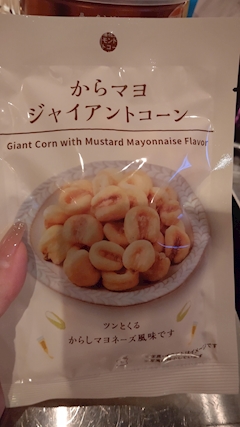 からマヨ
ジャイアントコーン
Giant Corn with Mustard Mayonnaise Flavor
ツンとくる
からしマヨネーズ風味です